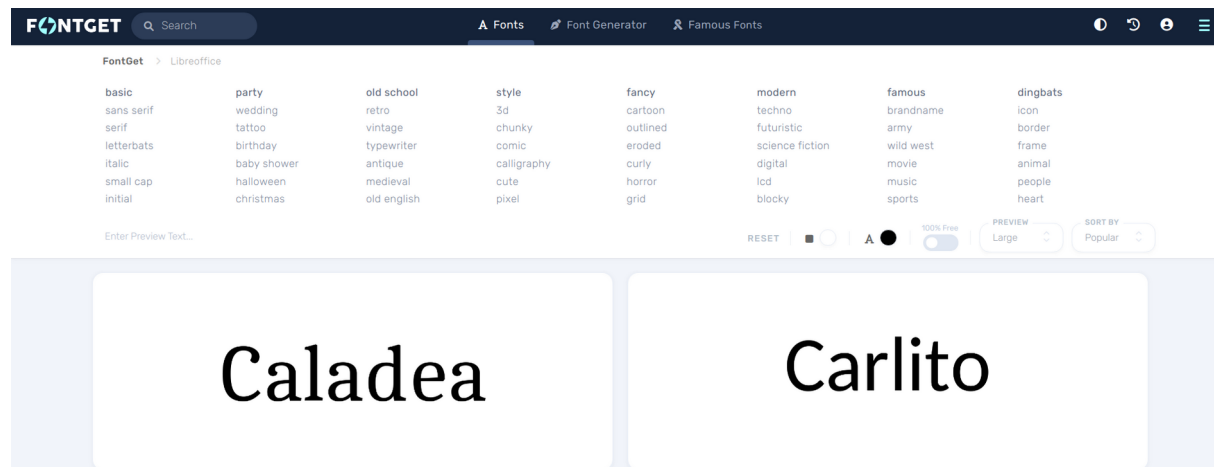 FONTGET Search A Fonts Font Generator Famous Fonts
FontGet > Libreoffice
basic party old school style fancy modern famous dingbats
sans serif wedding retro 3d cartoon techno brandname icon
serif tattoo vintage chunky outlined futuristic army border
letterbats birthday typewriter comic eroded science fiction wild west frame
italic baby shower antique calligraphy curly digital movie animal
small cap halloween medieval cute horror lcd music people
initial christmas old english pixel grid blocky sports heart
PREVIEW SORT BY
100% Free
Enter Preview Text... RESET A Large Popular
Caladea Carlito